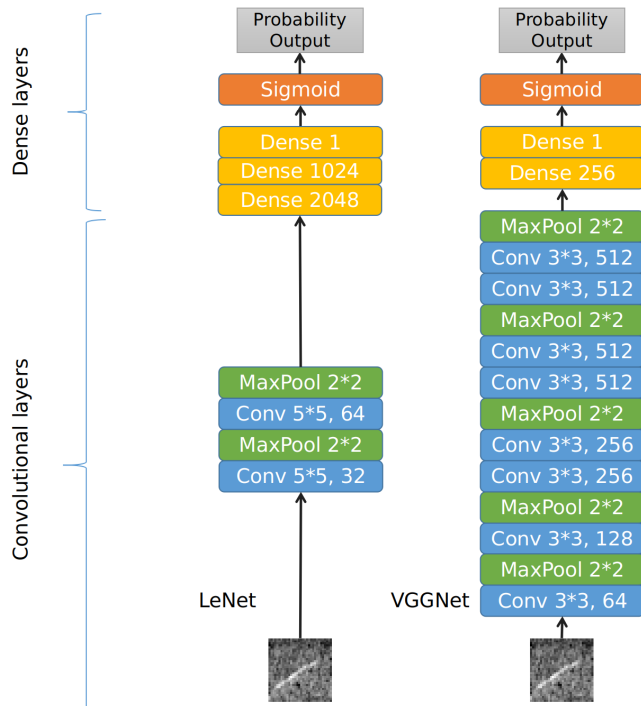 Dense layers
Convolutional layers
Probability
Output
Sigmoid
Dense 1
Dense 1024
Dense 2048
MaxPool 2*2
Conv 5*5, 64
MaxPool 2*2
Conv 5*5, 32
LeNet
Probability
Output
Sigmoid
Dense 1
Dense 256
MaxPool 2*2
Conv 3*3, 512
Conv 3*3, 512
MaxPool 2*2
Conv 3*3, 512
Conv 3*3, 512
MaxPool 2*2
Conv 3*3, 256
Conv 3*3, 256
MaxPool 2*2
Conv 3*3, 128
MaxPool 2*2
Conv 3*3, 64
VGGNet